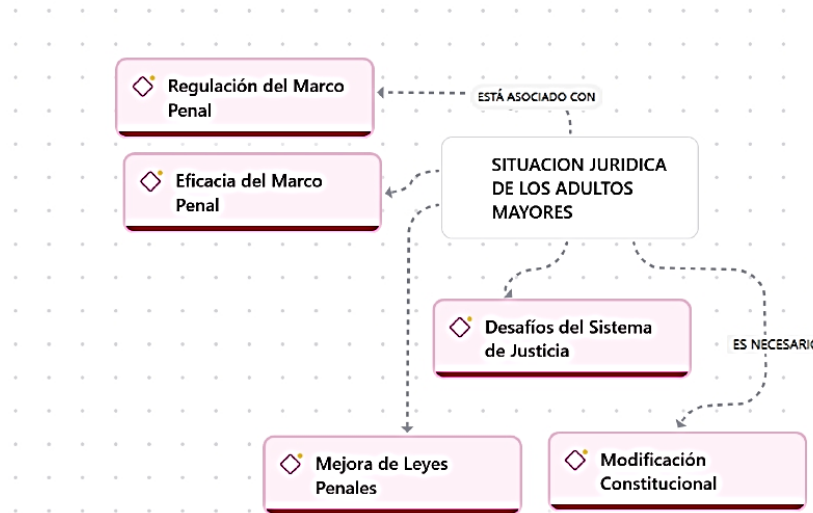 Regulación del Marco
Penal
ESTÁ ASOCIADO CON
SITUACION JURIDICA
DE LOS ADULTOS
MAYORES
Eficacia del Marco
Penal
Desafíos del Sistema
de Justicia
ES NECESARIO
Mejora de Leyes
Penales
Modificación
Constitucional